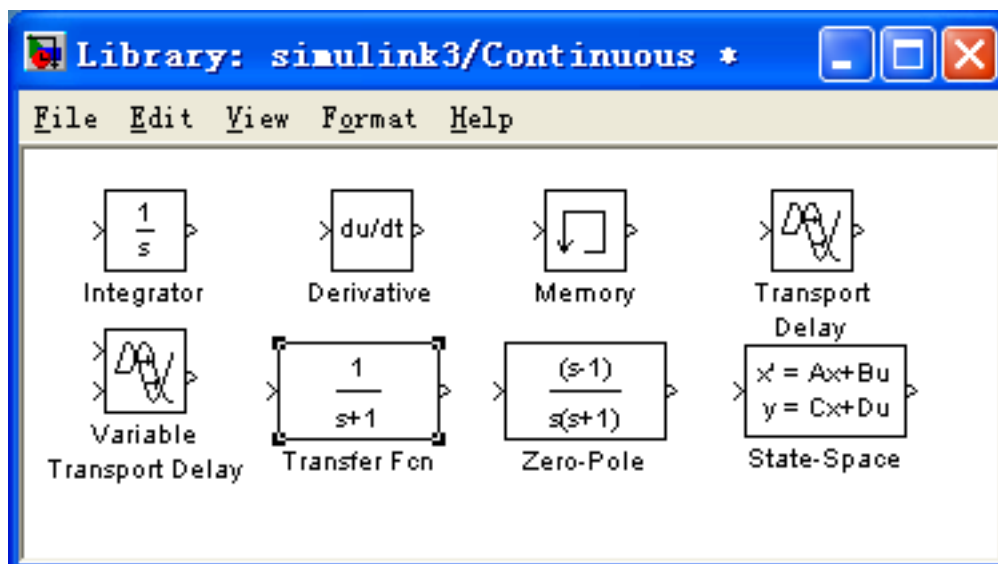 Library: simulink3/Continuous *
File Edit View Format Help
1
s
Integrator
du/dt
Derivative
Memory
Transport
Delay
Variable
Transport Delay
1
s+1
Transfer Fcn
(s-1)
s(s+1)
Zero-Pole
x' = Ax+Bu
y = Cx+Du
State-Space